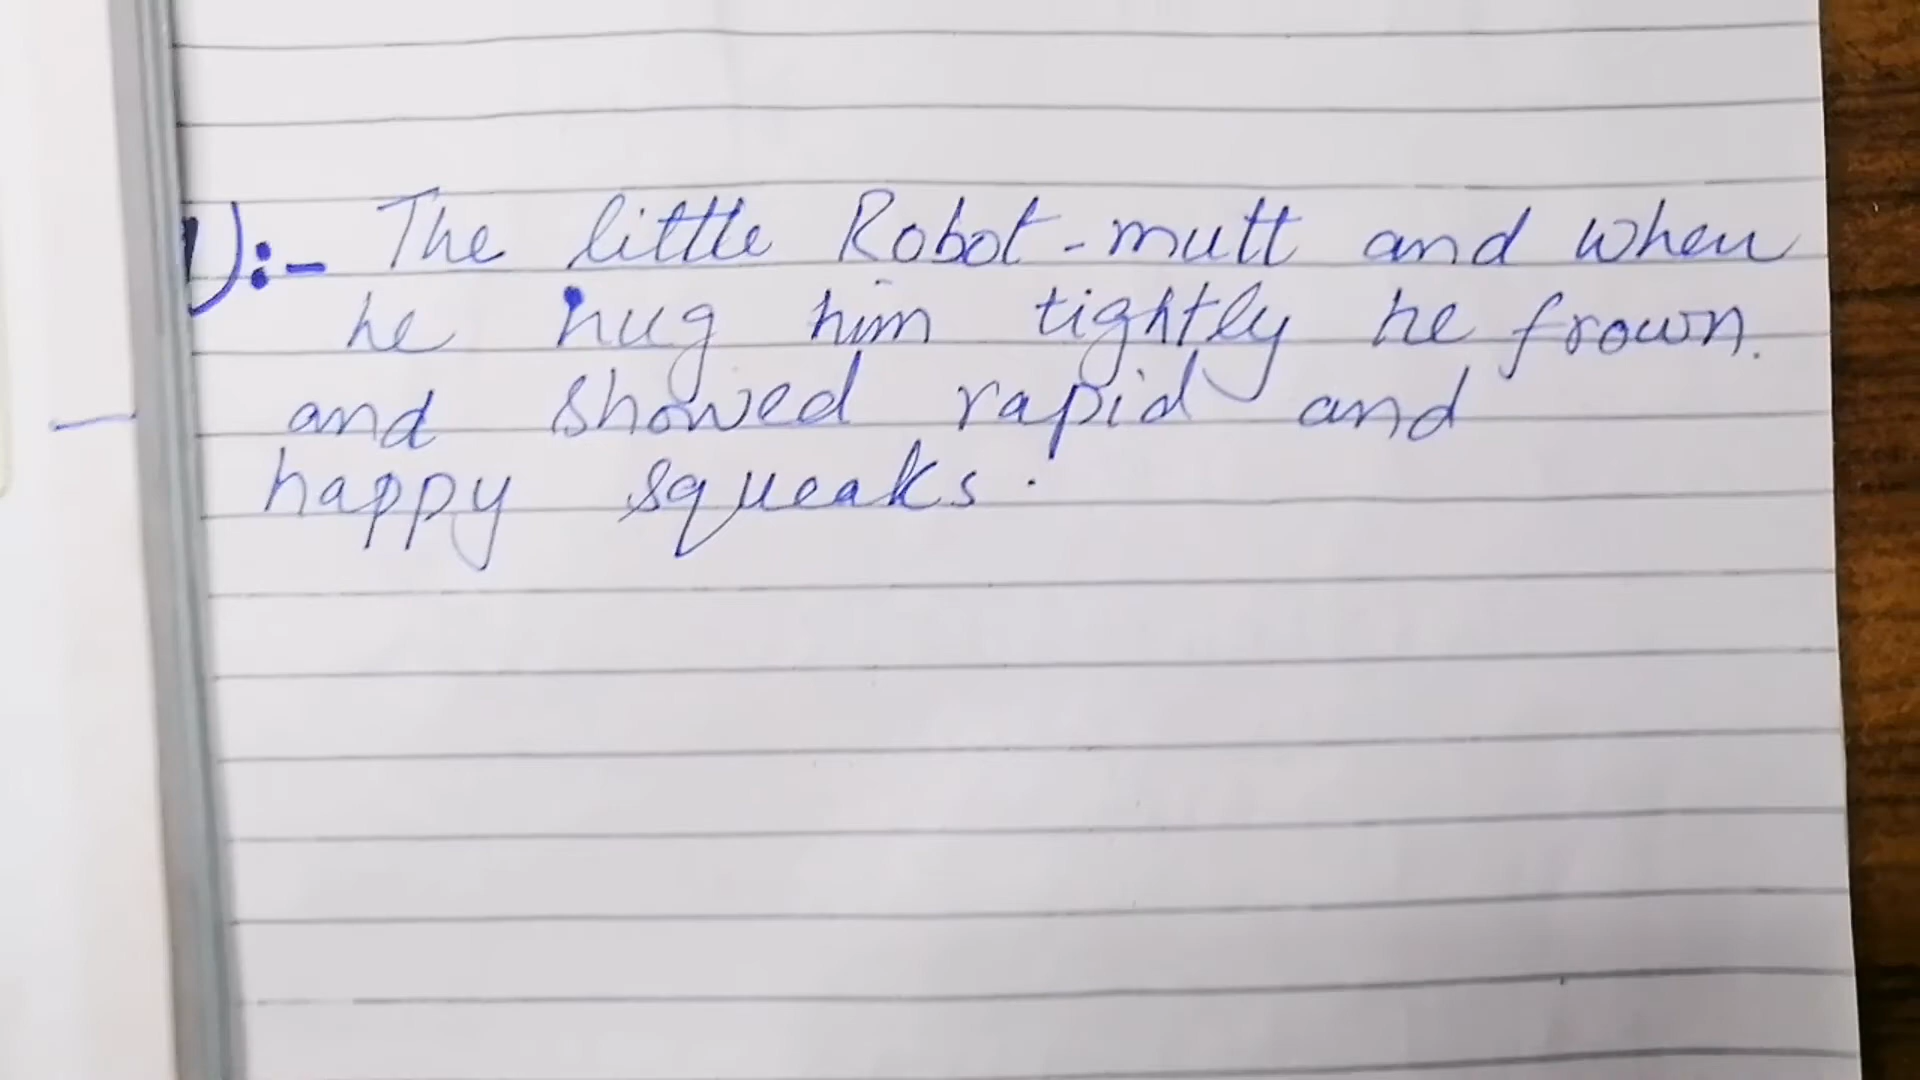 1):- The little Robot-mutt and when
he hug him tightly he frown.
and showed rapid and
happy squeaks.